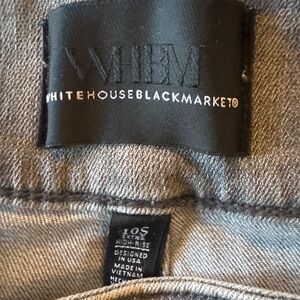 WHBM
WHITEHOUSEBLACKMARKET®
10S
EXTRA
HIGH-RISE
DESIGNED
IN USA
MADE IN
VIETNAM